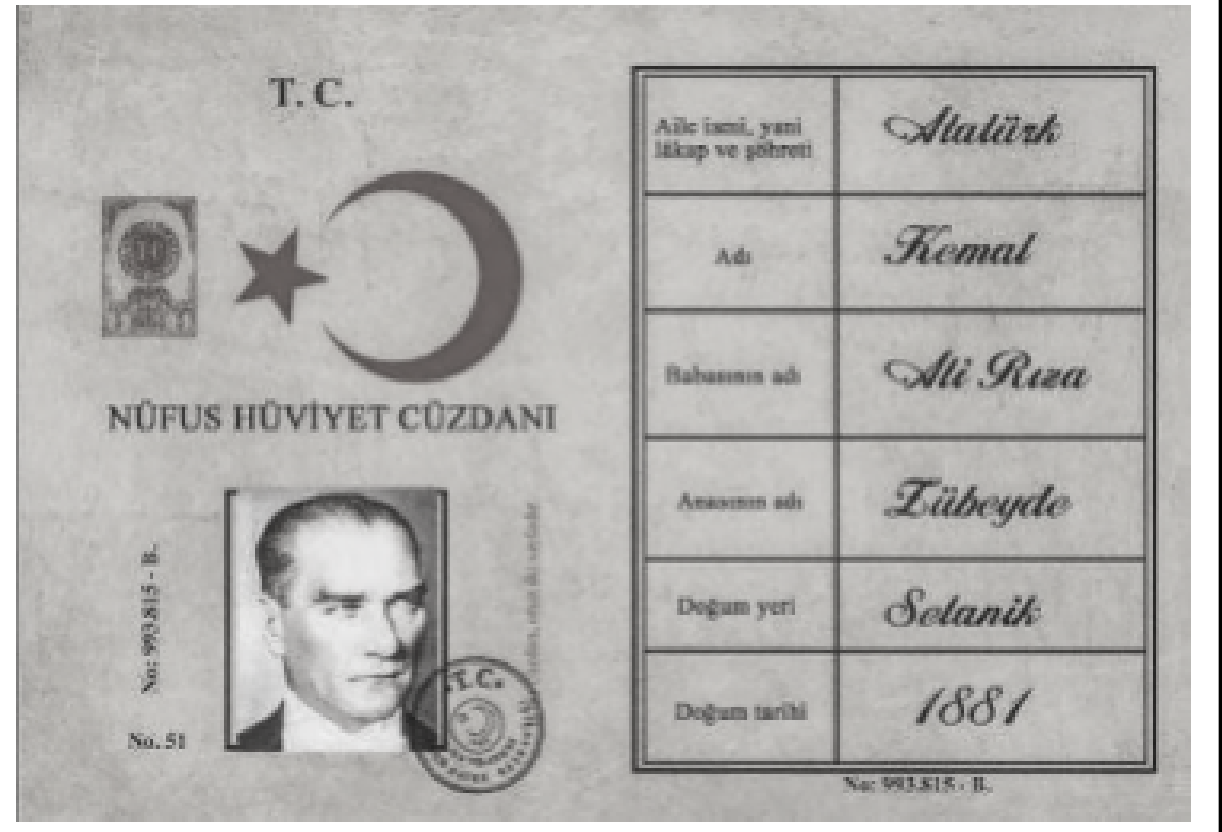 T. C.
NÜFUS HÜVİYET CÜZDANI
No: 993.815 - B.
No. 51
T.C.
Aile ismi, yani
lâkap ve şöhreti
Atatürk
Adı
Kemal
Babasının adı
Ali Rıza
Anasının adı
Zübeyde
Doğum yeri
Selanik
Doğum tarihi
1881
No: 993.815 - B.